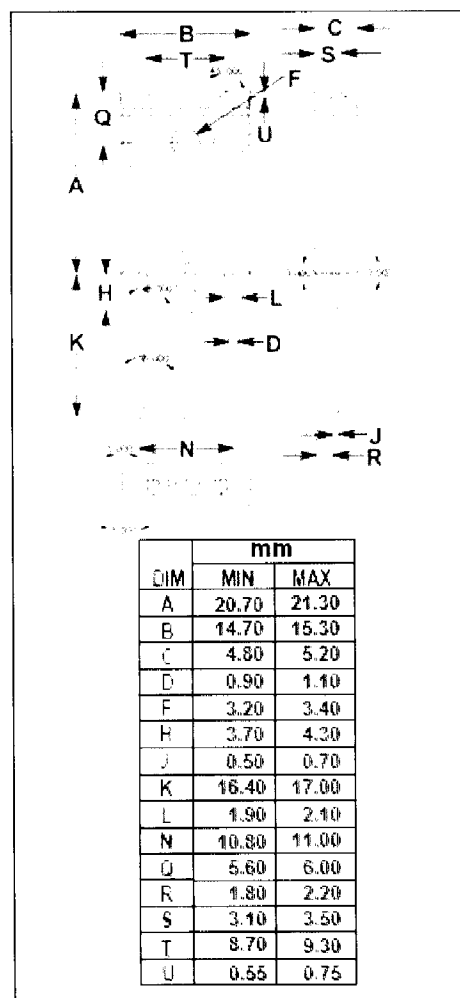 B
C
T
S
F
Q
U
A
H
L
K
D
N
J
R
mm
DIM MIN MAX
A 20.70 21.30
B 14.70 15.30
C 4.80 5.20
D 0.90 1.10
F 3.20 3.40
H 3.70 4.30
J 0.50 0.70
K 16.40 17.00
L 1.90 2.10
N 10.80 11.00
Q 5.60 6.00
R 1.80 2.20
S 3.10 3.50
T 8.70 9.30
U 0.55 0.75